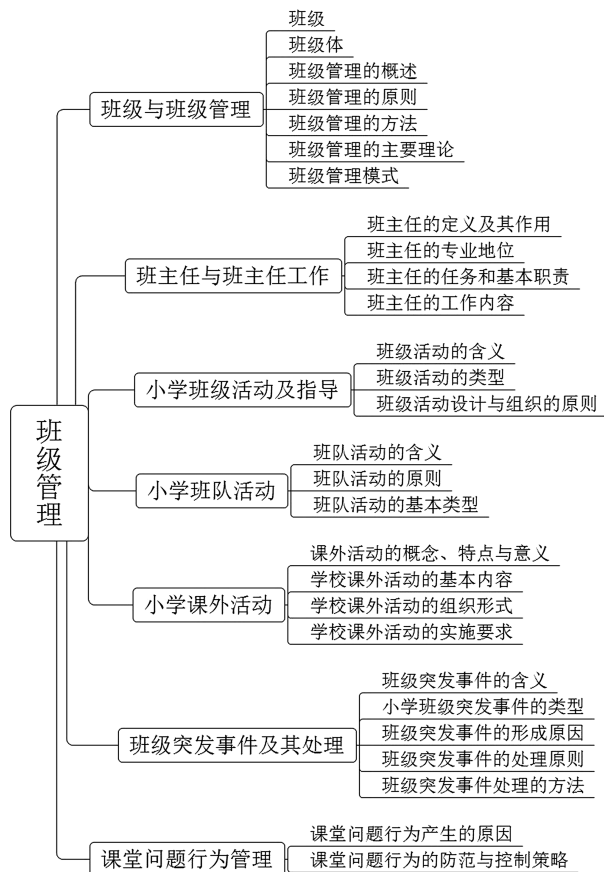 班级管理
班级与班级管理
班级
班级体
班级管理的概述
班级管理的原则
班级管理的方法
班级管理的主要理论
班级管理模式
班主任与班主任工作
班主任的定义及其作用
班主任的专业地位
班主任的任务和基本职责
班主任的工作内容
小学班级活动及指导
班级活动的含义
班级活动的类型
班级活动设计与组织的原则
小学班队活动
班队活动的含义
班队活动的原则
班队活动的基本类型
小学课外活动
课外活动的概念、特点与意义
学校课外活动的基本内容
学校课外活动的组织形式
学校课外活动的实施要求
班级突发事件及其处理
班级突发事件的含义
小学班级突发事件的类型
班级突发事件的形成原因
班级突发事件的处理原则
班级突发事件处理的方法
课堂问题行为管理
课堂问题行为产生的原因
课堂问题行为的防范与控制策略